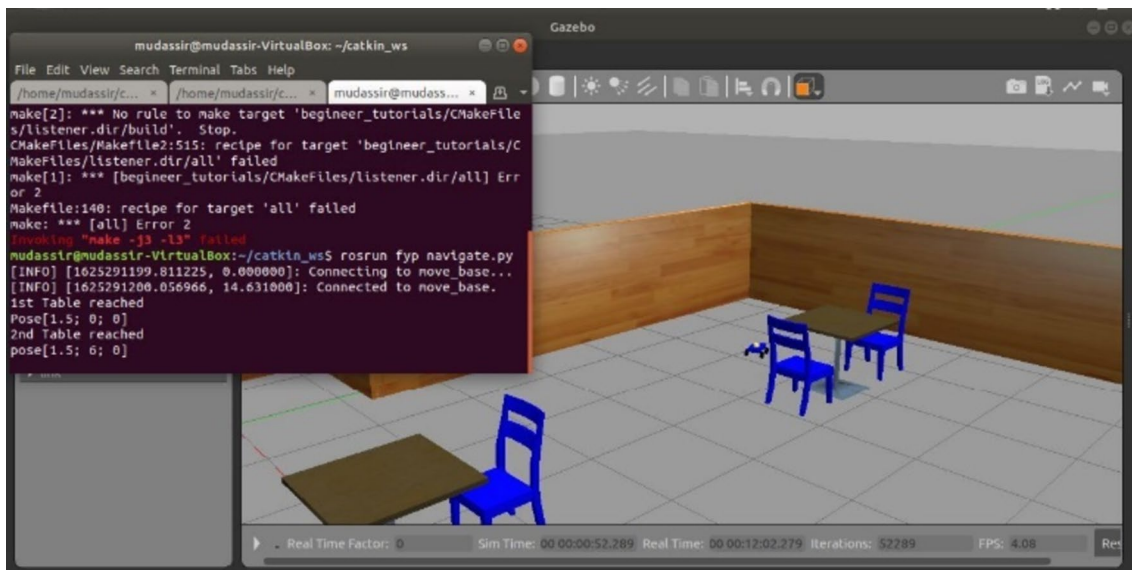 Gazebo
mudassir@mudassir-VirtualBox: ~/catkin_ws
File Edit View Search Terminal Tabs Help
/home/mudassir/c... × /home/mudassir/c... × mudassir@mudass... ×
make[2]: *** No rule to make target 'begineer_tutorials/CMakeFile
s/listener.dir/build'.  Stop.
CMakeFiles/Makefile2:515: recipe for target 'begineer_tutorials/C
MakeFiles/listener.dir/all' failed
make[1]: *** [begineer_tutorials/CMakeFiles/listener.dir/all] Err
or 2
Makefile:140: recipe for target 'all' failed
make: *** [all] Error 2
Invoking "make -j3 -l3" failed
mudassir@mudassir-VirtualBox:~/catkin_ws$ rosrun fyp navigate.py
[INFO] [1625291199.811225, 0.000000]: Connecting to move_base...
[INFO] [1625291200.056966, 14.631000]: Connected to move_base.
1st Table reached
Pose[1.5; 0; 0]
2nd Table reached
pose[1.5; 6; 0]
Real Time Factor: 0 Sim Time: 00 00:00:52.289 Real Time: 00 00:12:02.279 Iterations: 52289 FPS: 4.08 Res